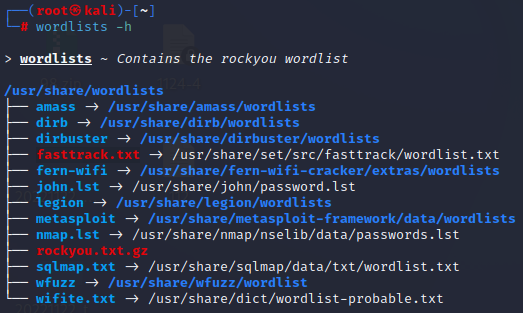 ┌──(root㉿kali)-[~]
└─# wordlists -h
> wordlists ~ Contains the rockyou wordlist
/usr/share/wordlists
├── amass → /usr/share/amass/wordlists
├── dirb → /usr/share/dirb/wordlists
├── dirbuster → /usr/share/dirbuster/wordlists
├── fasttrack.txt → /usr/share/set/src/fasttrack/wordlist.txt
├── fern-wifi → /usr/share/fern-wifi-cracker/extras/wordlists
├── john.lst → /usr/share/john/password.lst
├── legion → /usr/share/legion/wordlists
├── metasploit → /usr/share/metasploit-framework/data/wordlists
├── nmap.lst → /usr/share/nmap/nselib/data/passwords.lst
├── rockyou.txt.gz
├── sqlmap.txt → /usr/share/sqlmap/data/txt/wordlist.txt
├── wfuzz → /usr/share/wfuzz/wordlist
└── wifite.txt → /usr/share/dict/wordlist-probable.txt